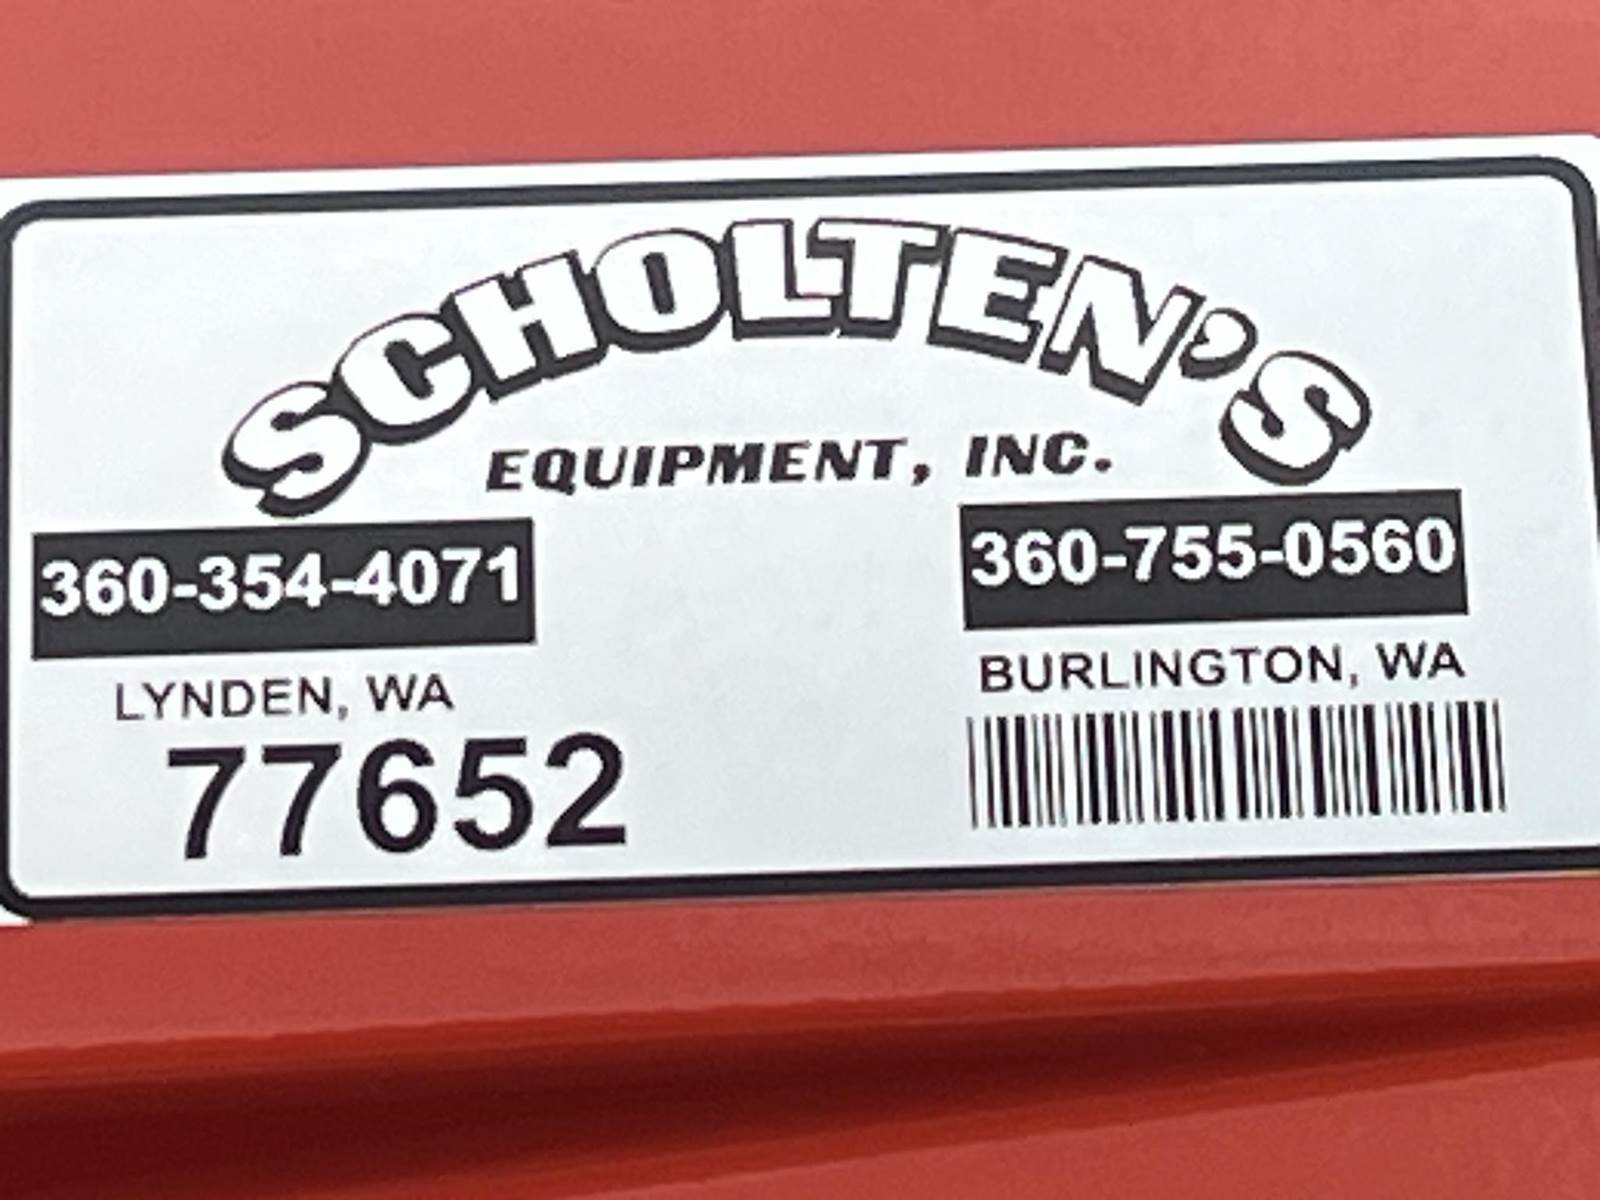 SCHOLTEN'S
EQUIPMENT, INC.
360-354-4071
LYNDEN, WA
77652
360-755-0560
BURLINGTON, WA